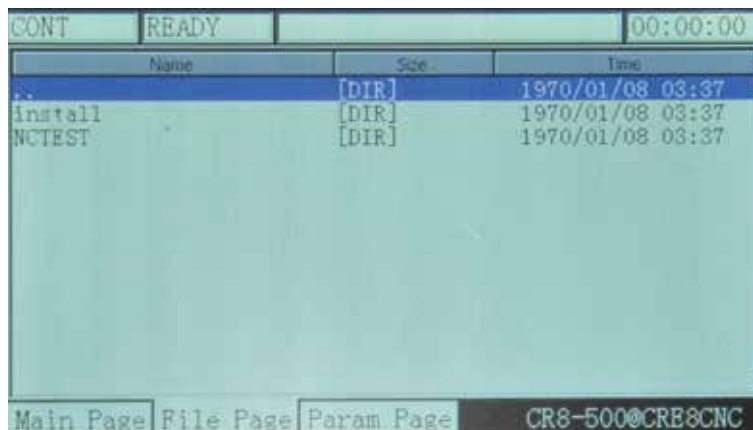 CONT READY 00:00:00
Name Size Time
.. [DIR] 1970/01/08 03:37
install [DIR] 1970/01/08 03:37
NCTEST [DIR] 1970/01/08 03:37
Main Page File Page Param Page CR8-500@CRE8CNC